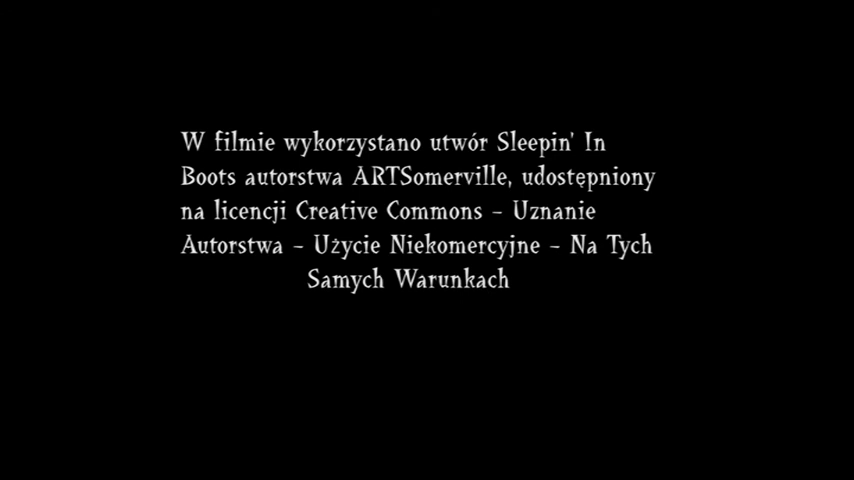 W filmie wykorzystano utwór Sleepin' In
Boots autorstwa ARTSomerville, udostępniony
na licencji Creative Commons - Uznanie
Autorstwa - Użycie Niekomercyjne - Na Tych
Samych Warunkach